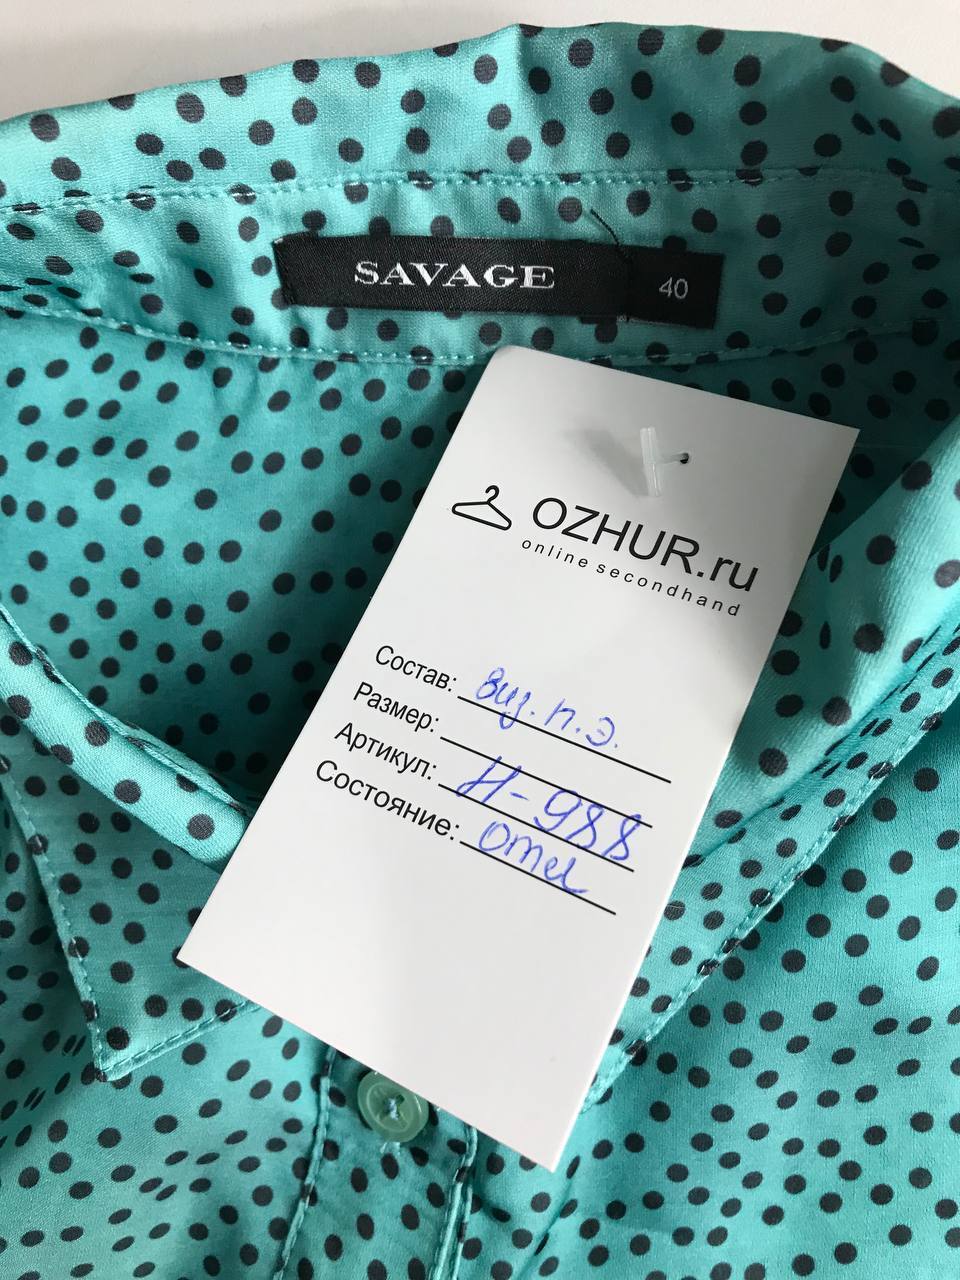 SAVAGE
40
OZHUR.ru
online secondhand
Состав: виз. п.э.
Размер:
Артикул: Н-988
Состояние: отл